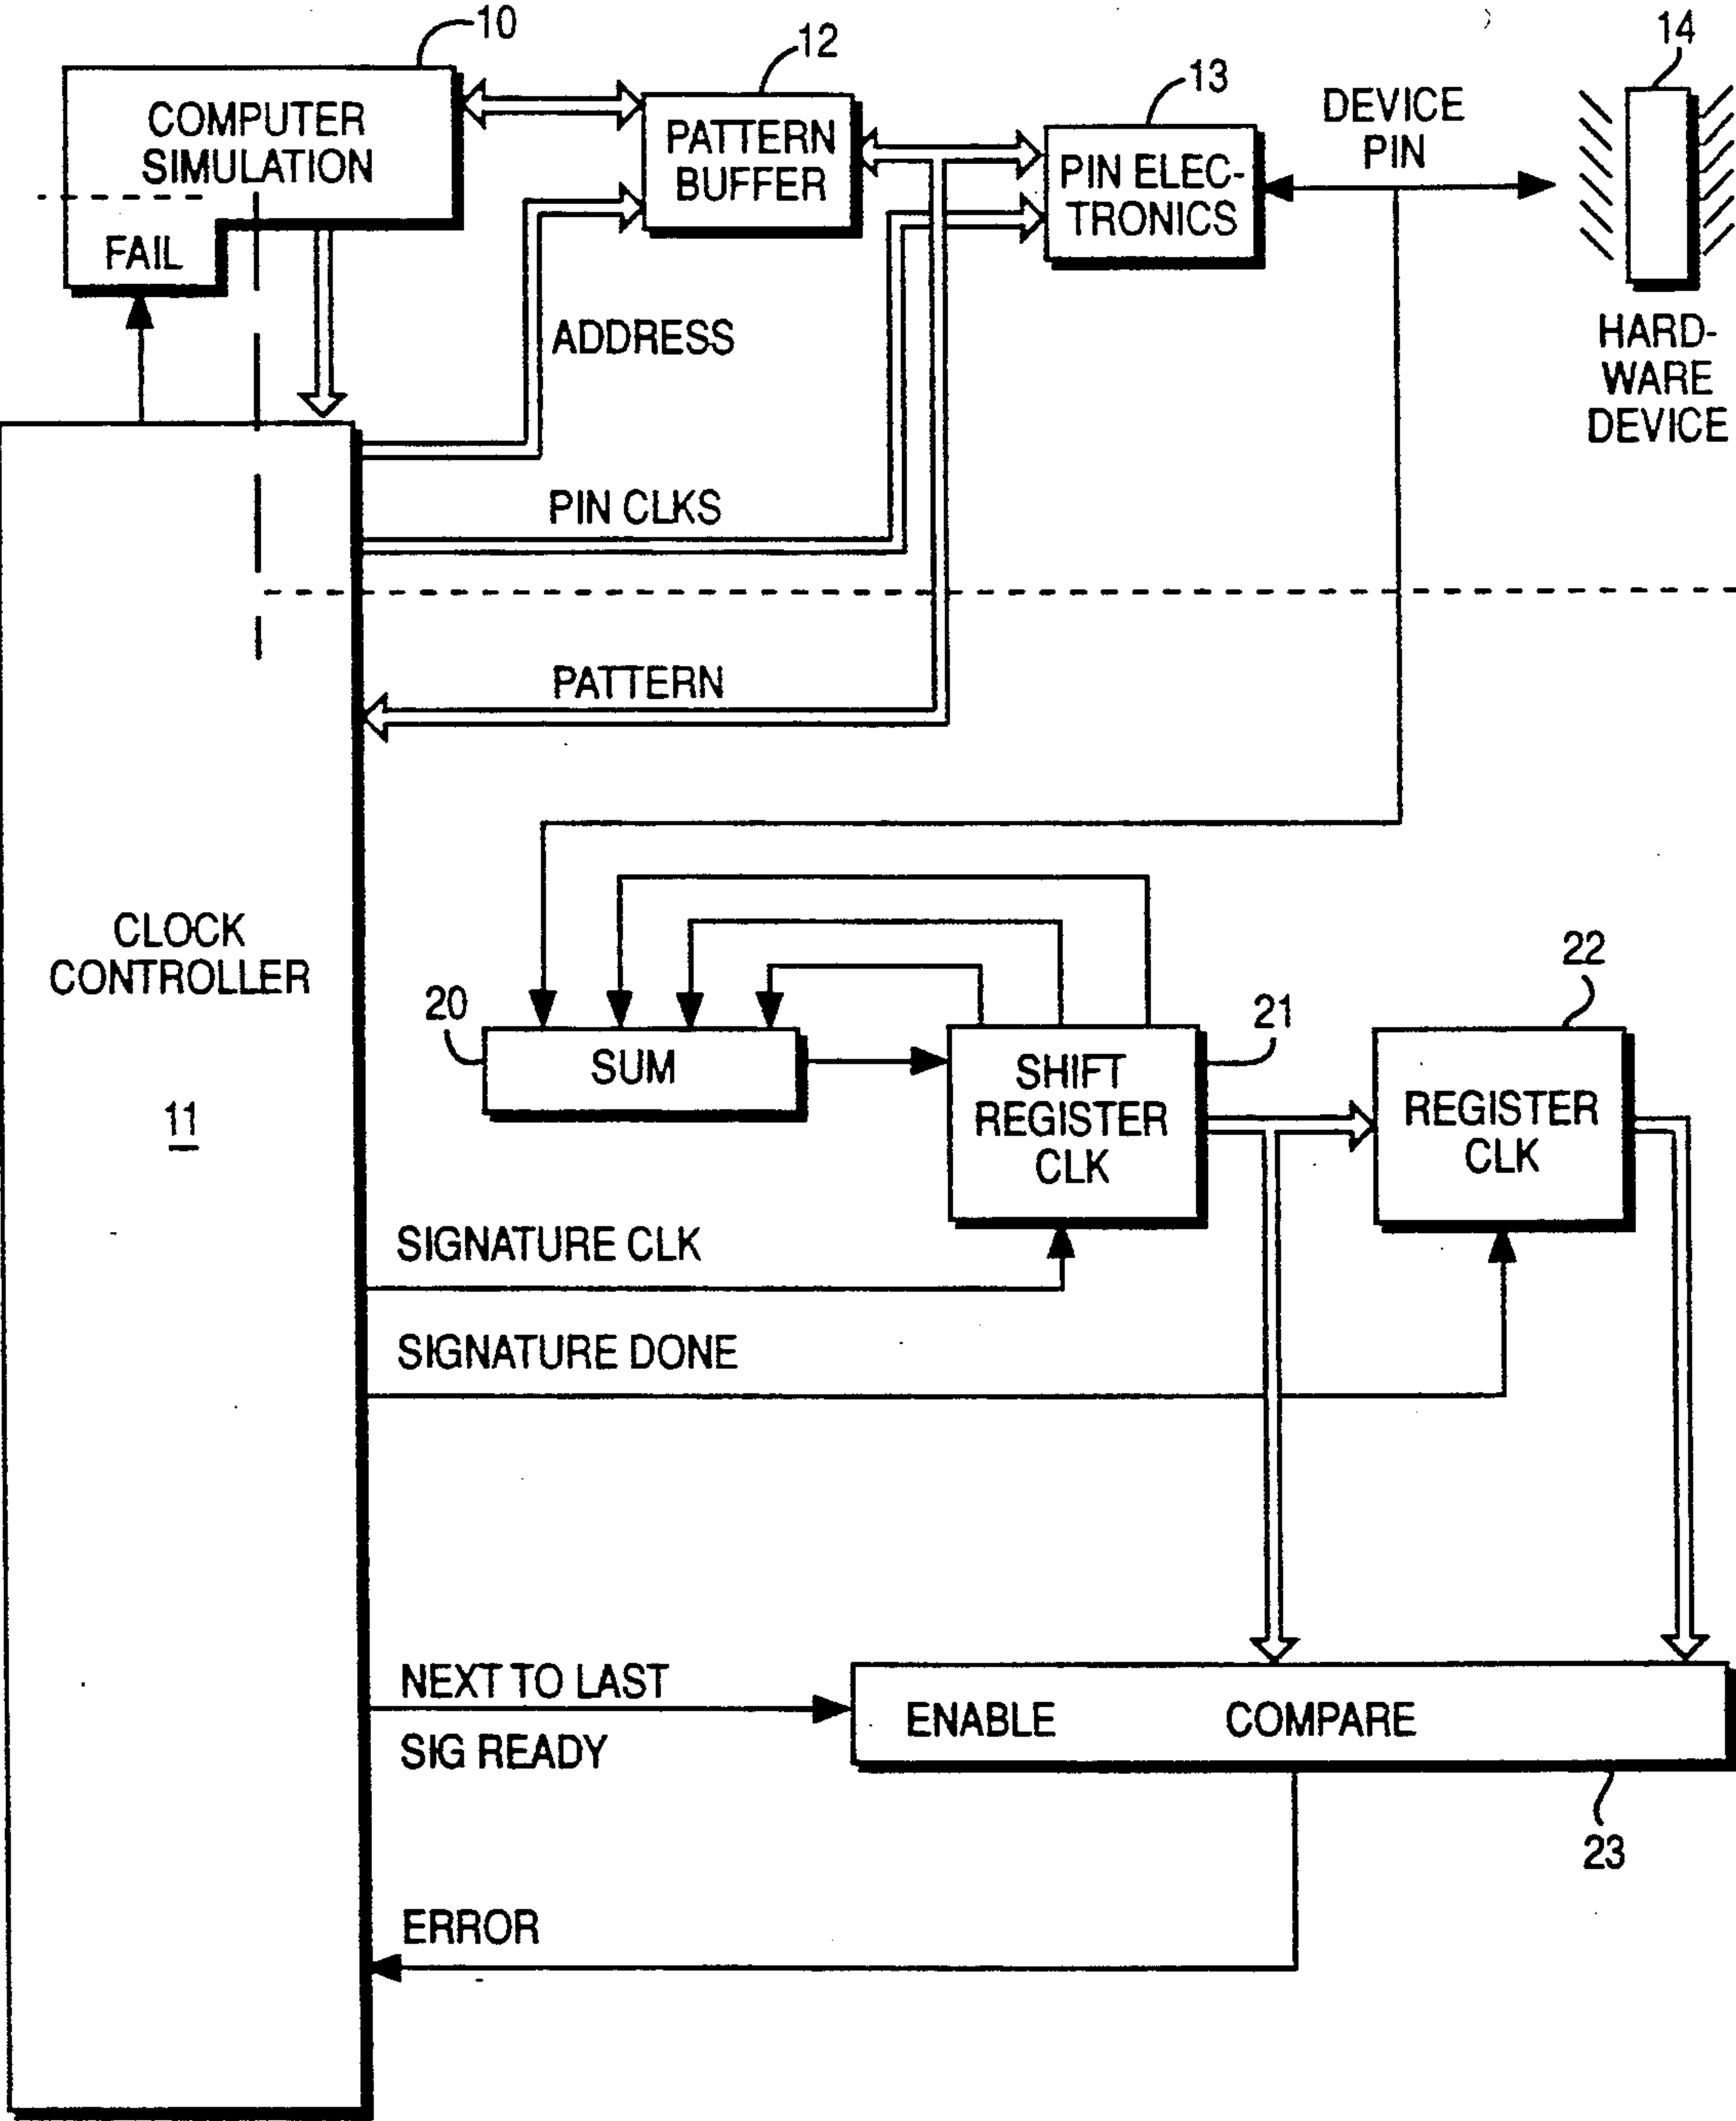 10
12
13
14
COMPUTER
SIMULATION
FAIL
PATTERN
BUFFER
PIN ELEC-
TRONICS
DEVICE
PIN
HARD-
WARE
DEVICE
ADDRESS
PIN CLKS
PATTERN
CLOCK
CONTROLLER
11
20
SUM
21
SHIFT
REGISTER
CLK
22
REGISTER
CLK
SIGNATURE CLK
SIGNATURE DONE
NEXT TO LAST
SIG READY
ENABLE COMPARE
23
ERROR